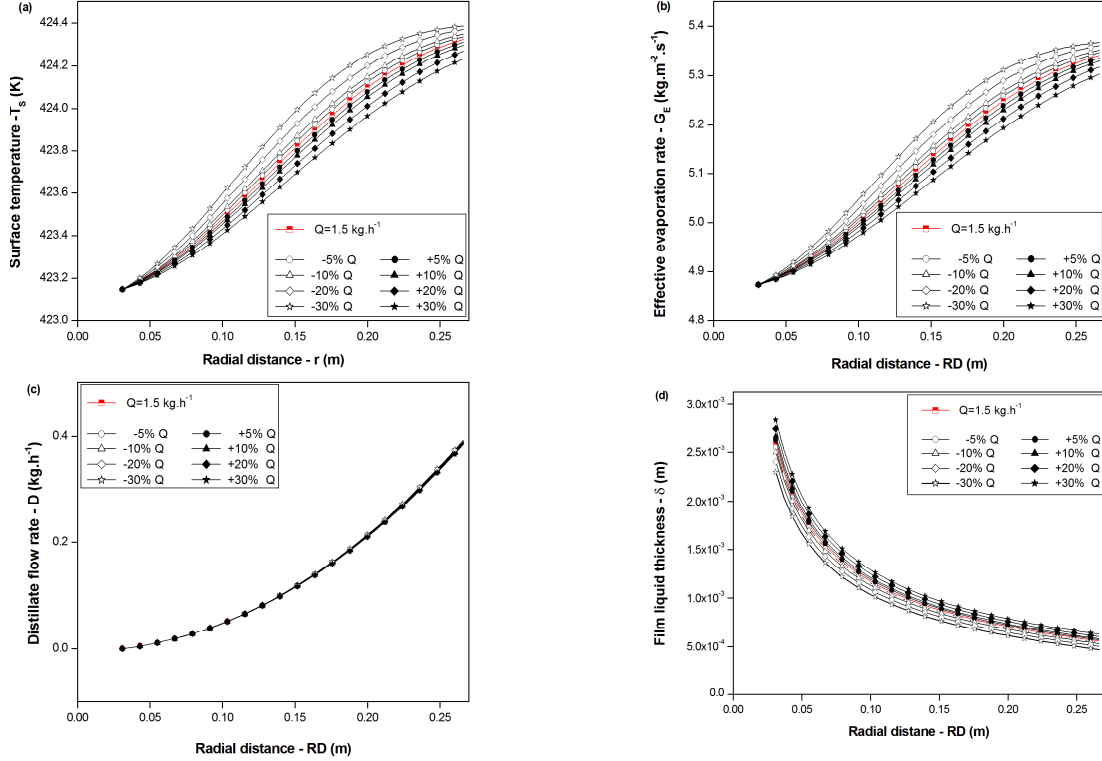 (a)
424.4
424.2
424.0
423.8
423.6
423.4
423.2
423.0
Surface temperature -T_S (K)
Q=1.5 kg.h⁻¹
-5% Q +5% Q
-10% Q +10% Q
-20% Q +20% Q
-30% Q +30% Q
0.00 0.05 0.10 0.15 0.20 0.25
Radial distance - r (m)
(b)
5.4
5.2
5.0
4.8
Effective evaporation rate - G_E (kg.m⁻².s⁻¹)
Q=1.5 kg.h⁻¹
-5% Q +5% Q
-10% Q +10% Q
-20% Q +20% Q
-30% Q +30% Q
0.00 0.05 0.10 0.15 0.20 0.25
Radial distance - RD (m)
(c)
0.4
0.2
0.0
Distillate flow rate - D (kg.h⁻¹)
Q=1.5 kg.h⁻¹
-5% Q +5% Q
-10% Q +10% Q
-20% Q +20% Q
-30% Q +30% Q
0.00 0.05 0.10 0.15 0.20 0.25
Radial distance - RD (m)
(d)
3.0x10⁻³
2.5x10⁻³
2.0x10⁻³
1.5x10⁻³
1.0x10⁻³
5.0x10⁻⁴
0.0
Film liquid thickness - δ (m)
Q=1.5 kg.h⁻¹
-5% Q +5% Q
-10% Q +10% Q
-20% Q +20% Q
-30% Q +30% Q
0.00 0.05 0.10 0.15 0.20 0.25
Radial distane - RD (m)